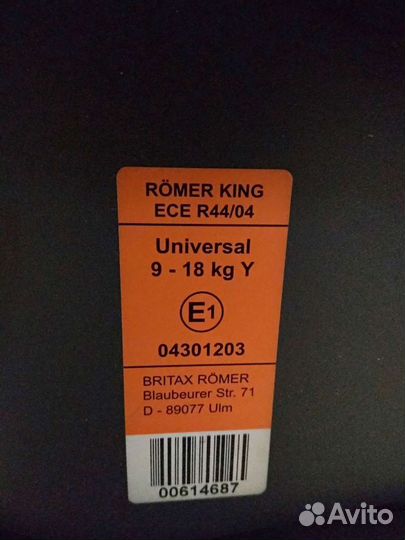 RÖMER KING
ECE R44/04
Universal
9 - 18 kg Y
E1
04301203
BRITAX RÖMER
Blaubeurer Str. 71
D - 89077 Ulm
00614687
Avito